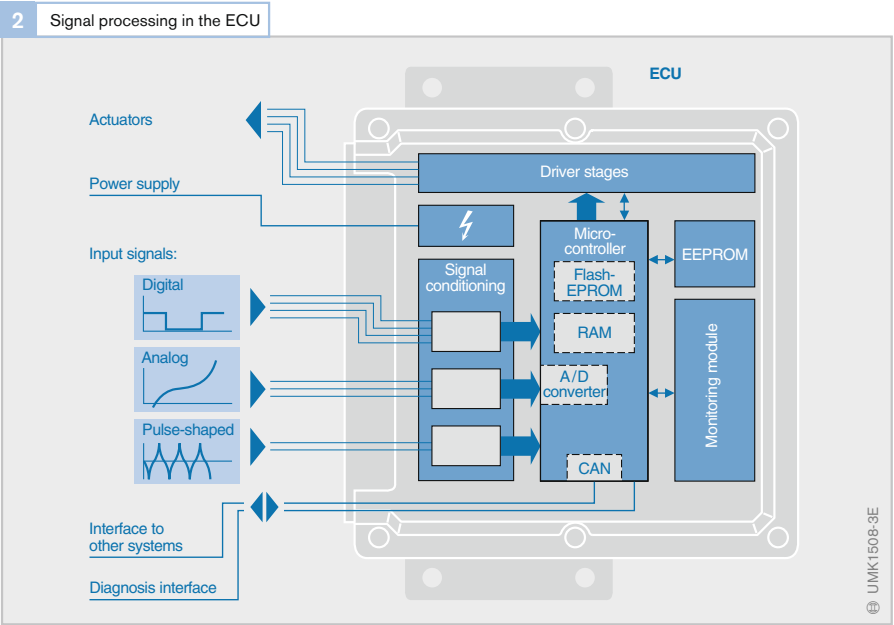 2 Signal processing in the ECU
ECU
Actuators
Driver stages
Power supply
Micro-
controller
EEPROM
Input signals:
Signal
conditioning
Flash-
EPROM
Digital
RAM
Monitoring module
Analog
A/D
converter
Pulse-shaped
CAN
Interface to
other systems
Diagnosis interface
UMK1508-3E